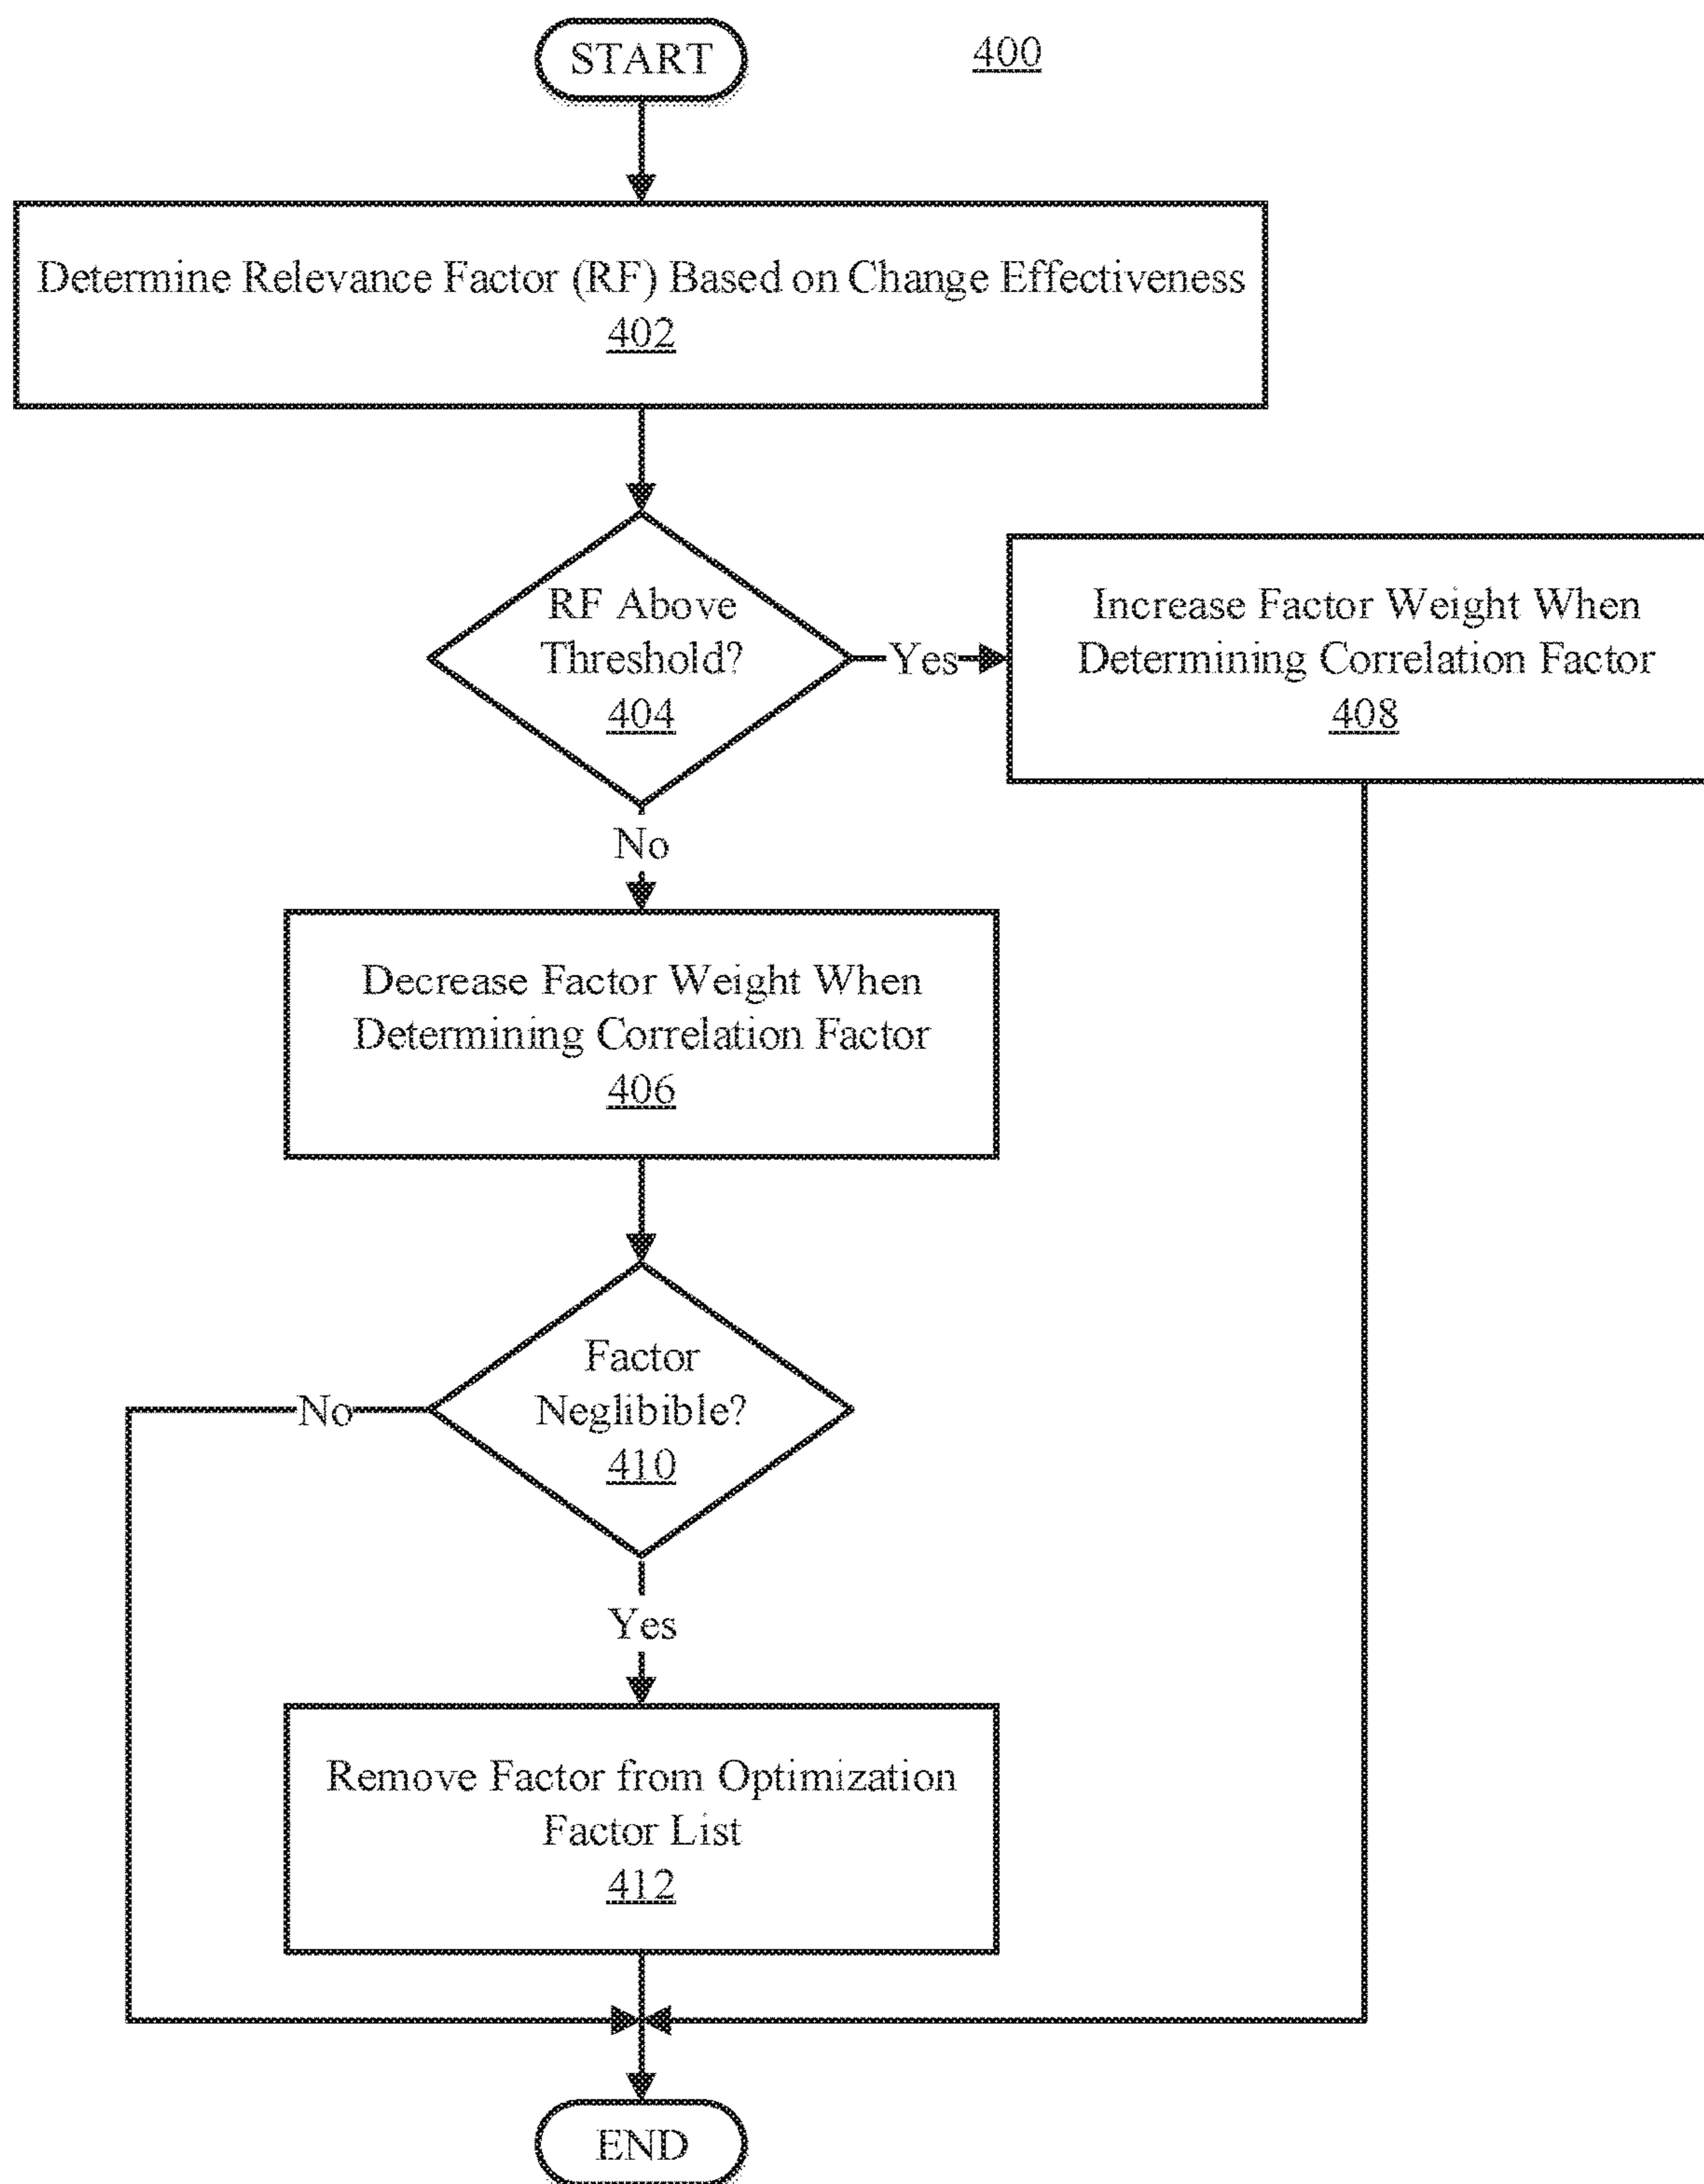 START
400
Determine Relevance Factor (RF) Based on Change Effectiveness
402
RF Above
Threshold?
404
Yes
Increase Factor Weight When
Determining Correlation Factor
408
No
Decrease Factor Weight When
Determining Correlation Factor
406
Factor
Neglibible?
410
No
Yes
Remove Factor from Optimization
Factor List
412
END